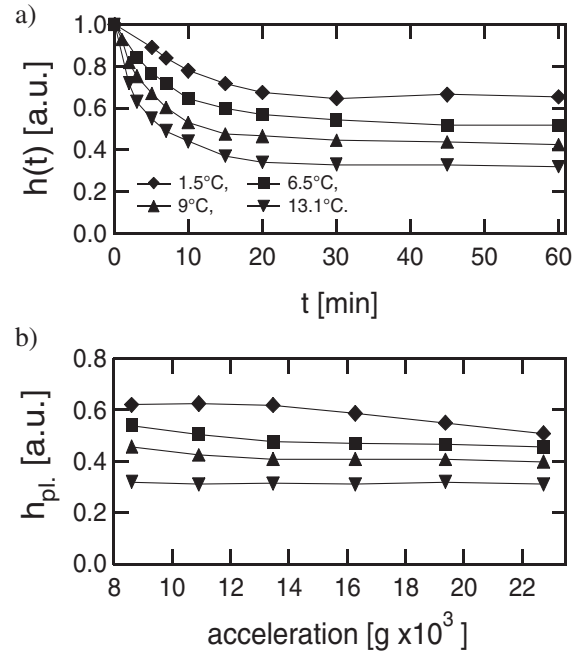 a)
h(t) [a.u.]
1.0
0.8
0.6
0.4
0.2
0.0
1.5°C, 6.5°C,
9°C, 13.1°C.
0 10 20 30 40 50 60
t [min]
b)
h_pl. [a.u.]
0.8
0.6
0.4
0.2
0.0
8 10 12 14 16 18 20 22
acceleration [g x10³]